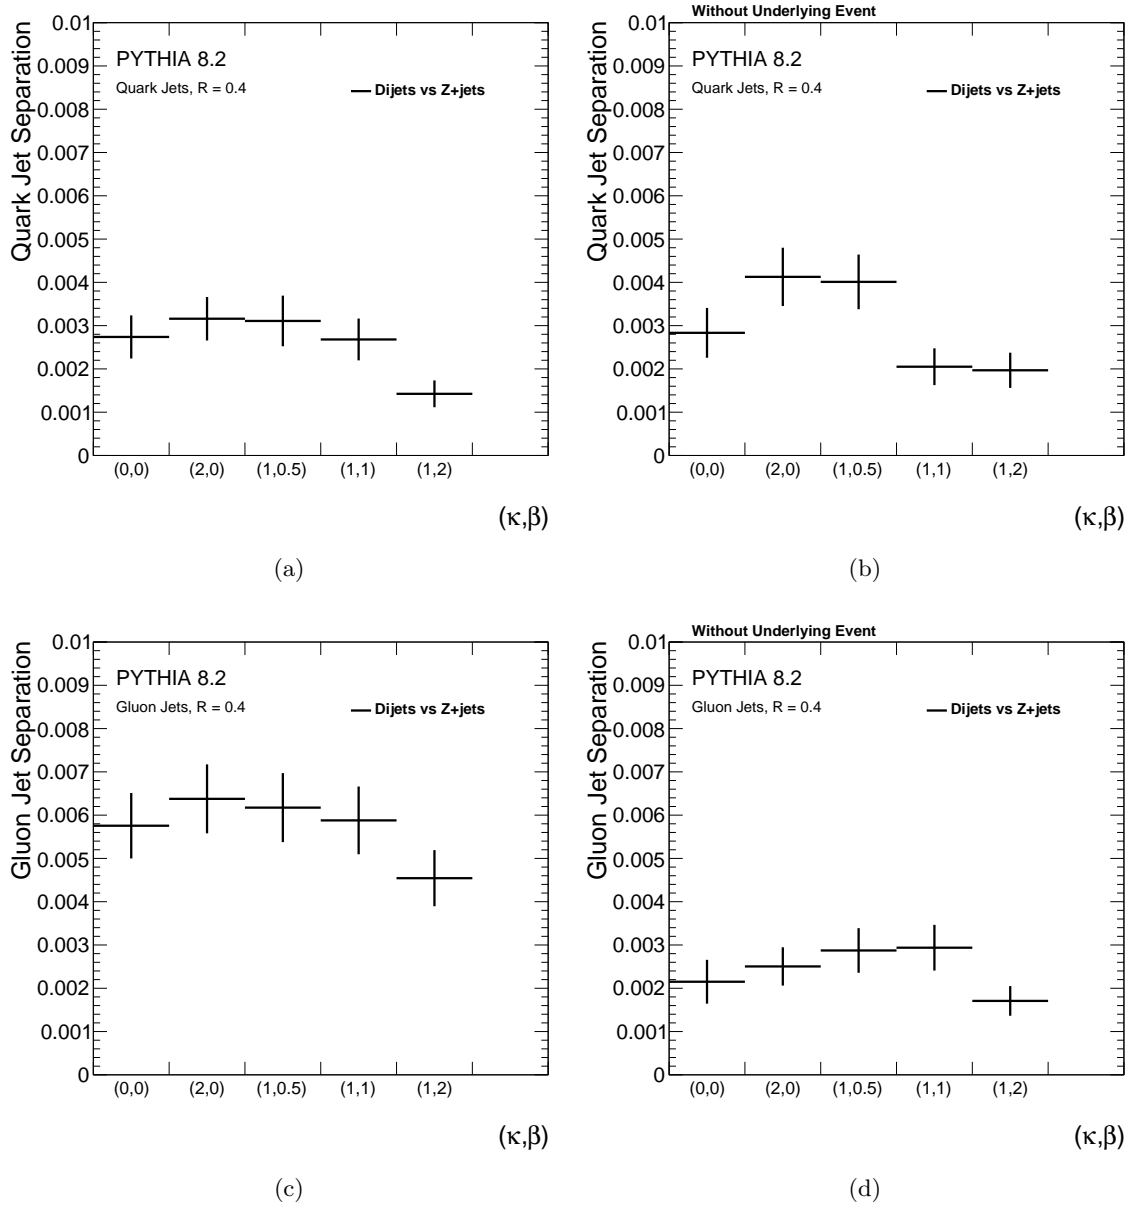 0.01
0.009
0.008
0.007
0.006
0.005
0.004
0.003
0.002
0.001
0
Quark Jet Separation
PYTHIA 8.2
Quark Jets, R = 0.4
Dijets vs Z+jets
(0,0) (2,0) (1,0.5) (1,1) (1,2)
(κ,β)
(a)
Without Underlying Event
0.01
0.009
0.008
0.007
0.006
0.005
0.004
0.003
0.002
0.001
0
Quark Jet Separation
PYTHIA 8.2
Quark Jets, R = 0.4
Dijets vs Z+jets
(0,0) (2,0) (1,0.5) (1,1) (1,2)
(κ,β)
(b)
0.01
0.009
0.008
0.007
0.006
0.005
0.004
0.003
0.002
0.001
0
Gluon Jet Separation
PYTHIA 8.2
Gluon Jets, R = 0.4
Dijets vs Z+jets
(0,0) (2,0) (1,0.5) (1,1) (1,2)
(κ,β)
(c)
Without Underlying Event
0.01
0.009
0.008
0.007
0.006
0.005
0.004
0.003
0.002
0.001
0
Gluon Jet Separation
PYTHIA 8.2
Gluon Jets, R = 0.4
Dijets vs Z+jets
(0,0) (2,0) (1,0.5) (1,1) (1,2)
(κ,β)
(d)